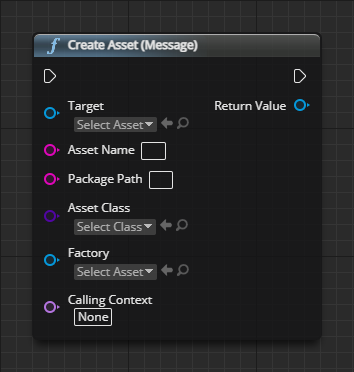 f Create Asset (Message)
Target Return Value
Select Asset
Asset Name
Package Path
Asset Class
Select Class
Factory
Select Asset
Calling Context
None